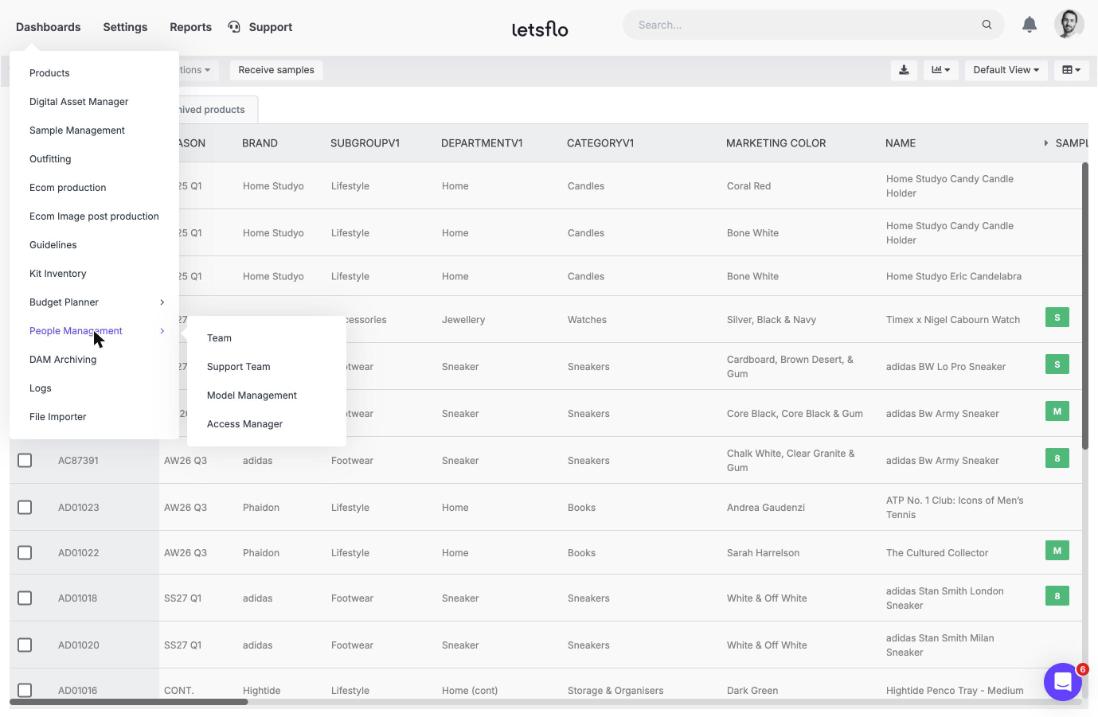 Dashboards
Settings
Reports
Support
letsflo
Search...
Products
Digital Asset Manager
Sample Management
Outfitting
Ecom production
Ecom Image post production
Guidelines
Kit Inventory
Budget Planner
People Management
DAM Archiving
Logs
File Importer
Team
Support Team
Model Management
Access Manager
Receive samples
Default View
products
BRAND
SUBGROUPV1
DEPARTMENTV1
CATEGORYV1
MARKETING COLOR
NAME
25 Q1 Home Studyo Lifestyle Home Candles Coral Red Home Studyo Candy Candle
Holder
25 Q1 Home Studyo Lifestyle Home Candles Bone White Home Studyo Candy Candle
Holder
25 Q1 Home Studyo Lifestyle Home Candles Bone White Home Studyo Eric Candelabra
Jewellery Watches Silver, Black & Navy Timex x Nigel Cabourn Watch S
Sneaker Sneakers Cardboard, Brown Desert, &
Gum adidas BW Lo Pro Sneaker S
Sneaker Sneakers Core Black, Core Black & Gum adidas Bw Army Sneaker M
AC87391 AW26 Q3 adidas Footwear Sneaker Sneakers Chalk White, Clear Granite &
Gum adidas Bw Army Sneaker 8
AD01023 AW26 Q3 Phaidon Lifestyle Home Books Andrea Gaudenzi ATP No. 1 Club: Icons of Men's
Tennis
AD01022 AW26 Q3 Phaidon Lifestyle Home Books Sarah Harrelson The Cultured Collector M
AD01018 SS27 Q1 adidas Footwear Sneaker Sneakers White & Off White adidas Stan Smith London
Sneaker 8
AD01020 SS27 Q1 adidas Footwear Sneaker Sneakers White & Off White adidas Stan Smith Milan
Sneaker
AD01016 CONT. Hightide Lifestyle Home (cont) Storage & Organisers Dark Green Hightide Penco Tray - Medium
6